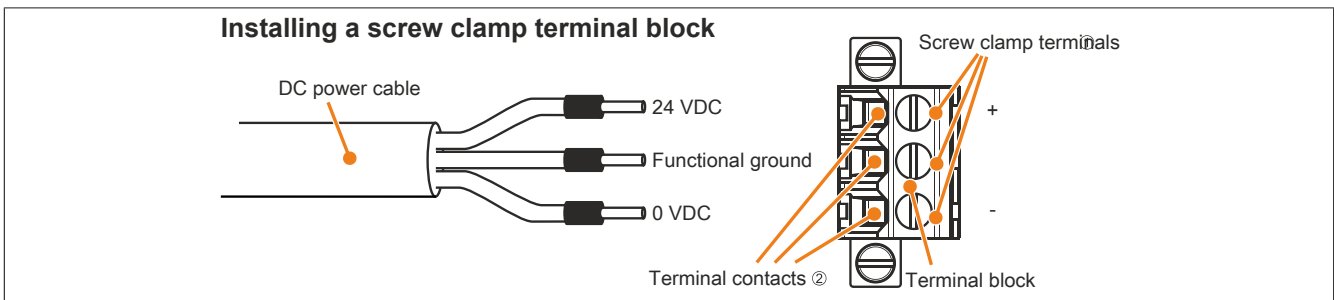 Installing a screw clamp terminal block
Screw clamp terminals ①
DC power cable
24 VDC
+
Functional ground
0 VDC
-
Terminal contacts ②
Terminal block